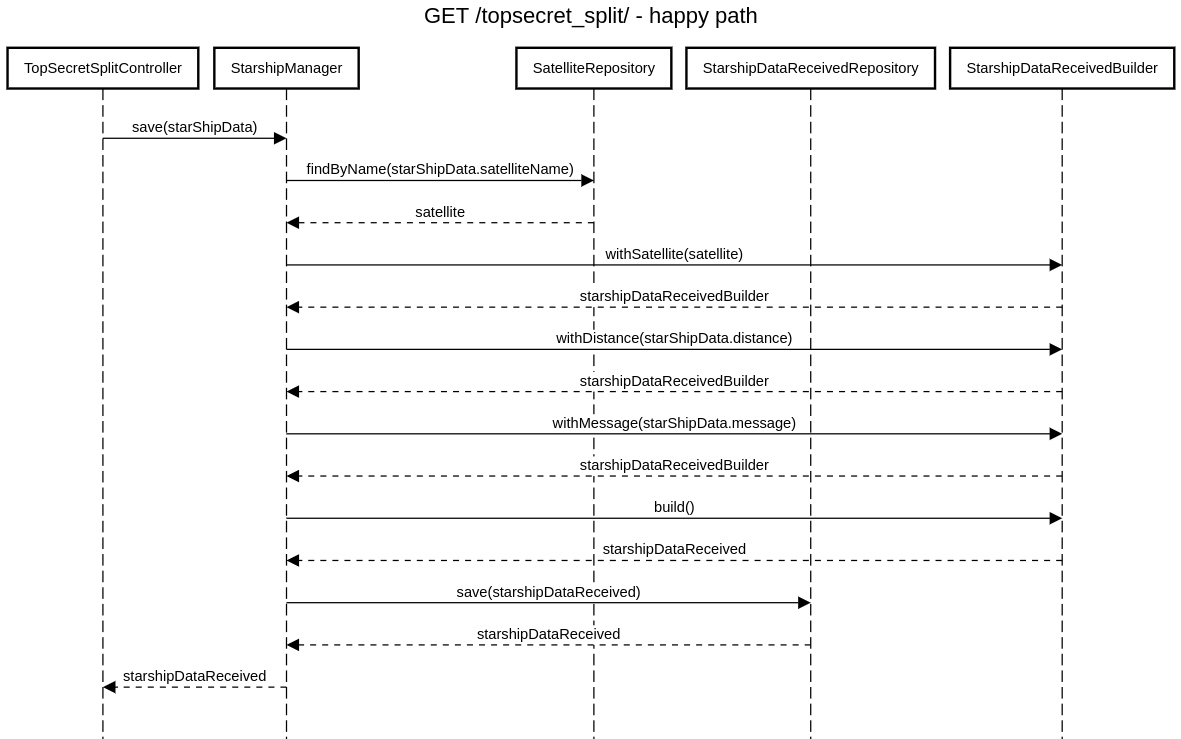 GET /topsecret_split/ - happy path
TopSecretSplitController
StarshipManager
SatelliteRepository
StarshipDataReceivedRepository
StarshipDataReceivedBuilder
save(starShipData)
findByName(starShipData.satelliteName)
satellite
withSatellite(satellite)
starshipDataReceivedBuilder
withDistance(starShipData.distance)
starshipDataReceivedBuilder
withMessage(starShipData.message)
starshipDataReceivedBuilder
build()
starshipDataReceived
save(starshipDataReceived)
starshipDataReceived
starshipDataReceived